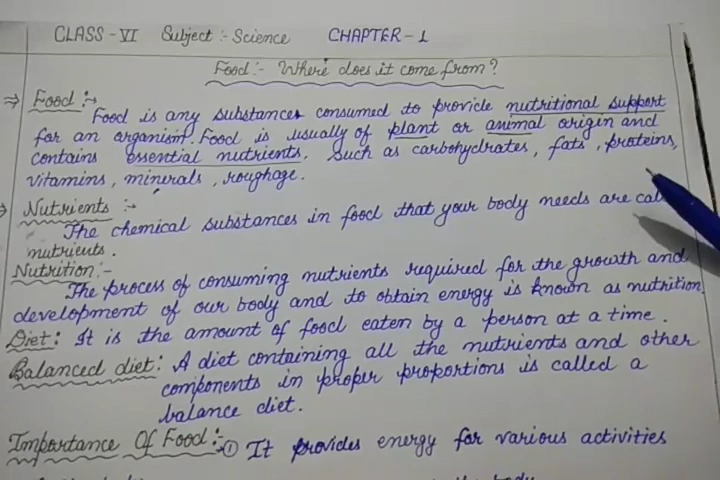 CLASS - VI Subject :- Science CHAPTER - 1
Food :- Where does it come from?
⇒ Food :-
Food is any substances consumed to provide nutritional support
for an organism. Food is usually of plant or animal origin and
contains essential nutrients. Such as carbohydrates, fats, proteins,
vitamins, minerals, roughage.
⇒ Nutrients :-
The chemical substances in food that your body needs are
nutrients.
Nutrition :-
The process of consuming nutrients required for the growth and
development of our body and to obtain energy is known as nutrition.
Diet : It is the amount of food eaten by a person at a time.
Balanced diet : A diet containing all the nutrients and other
components in proper proportions is called a
balance diet.
Importance Of Food :- ① It provides energy for various activities